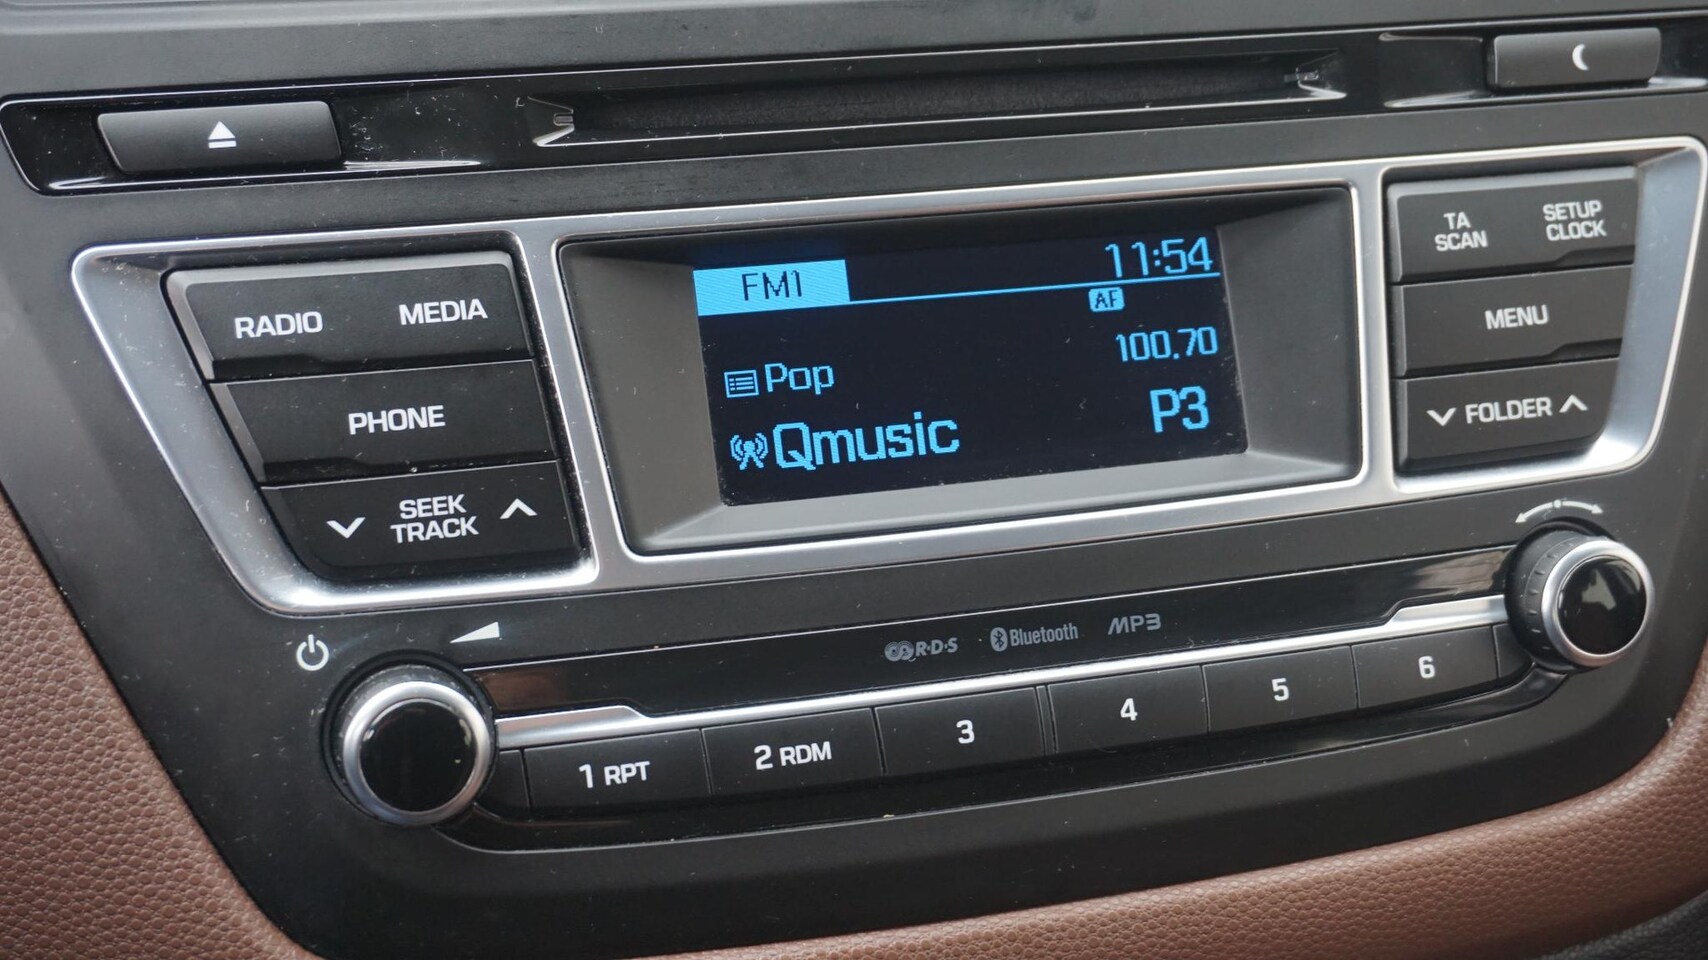 TA
SCAN
SETUP
CLOCK
RADIO
MEDIA
FM1
11:54
AF
MENU
PHONE
Pop
100.70
FOLDER
Qmusic
P3
SEEK
TRACK
R·D·S
Bluetooth
MP3
1 RPT
2 RDM
3
4
5
6